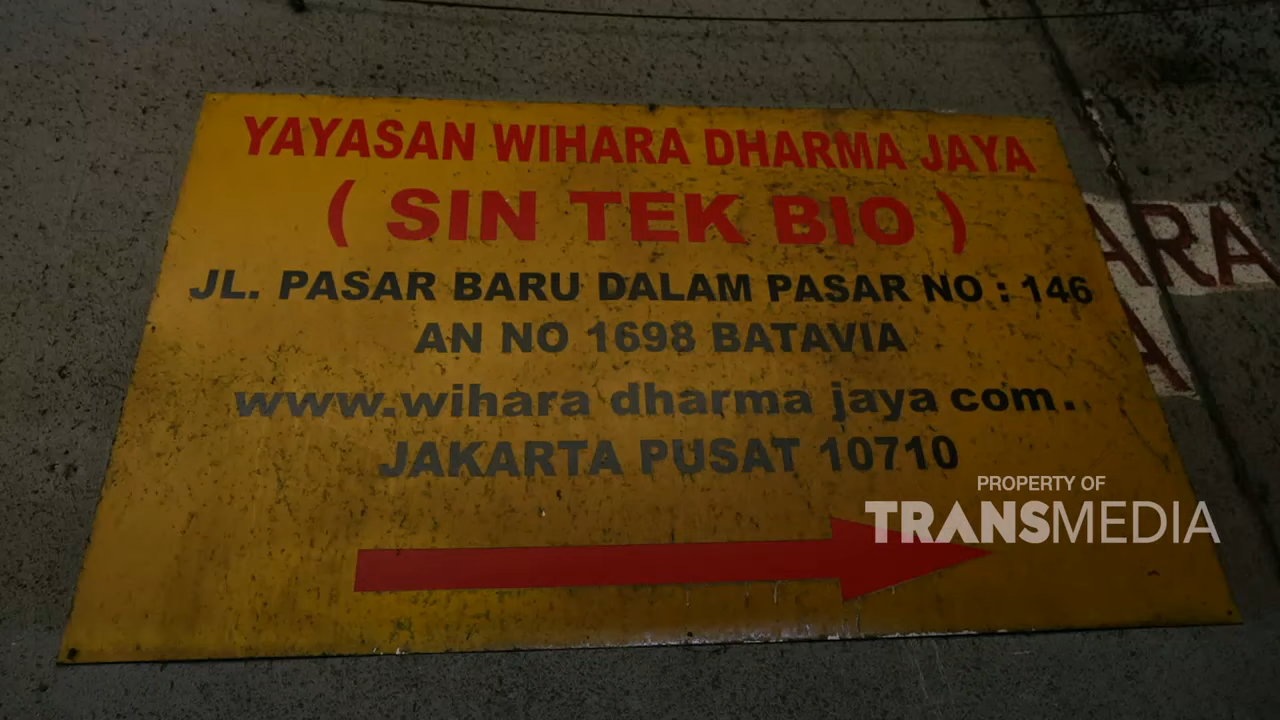 YAYASAN WIHARA DHARMA JAYA
( SIN TEK BIO )
JL. PASAR BARU DALAM PASAR NO : 146
AN NO 1698 BATAVIA
www.wihara dharma jaya com.
JAKARTA PUSAT 10710
ARA
A
PROPERTY OF
TRANSMEDIA